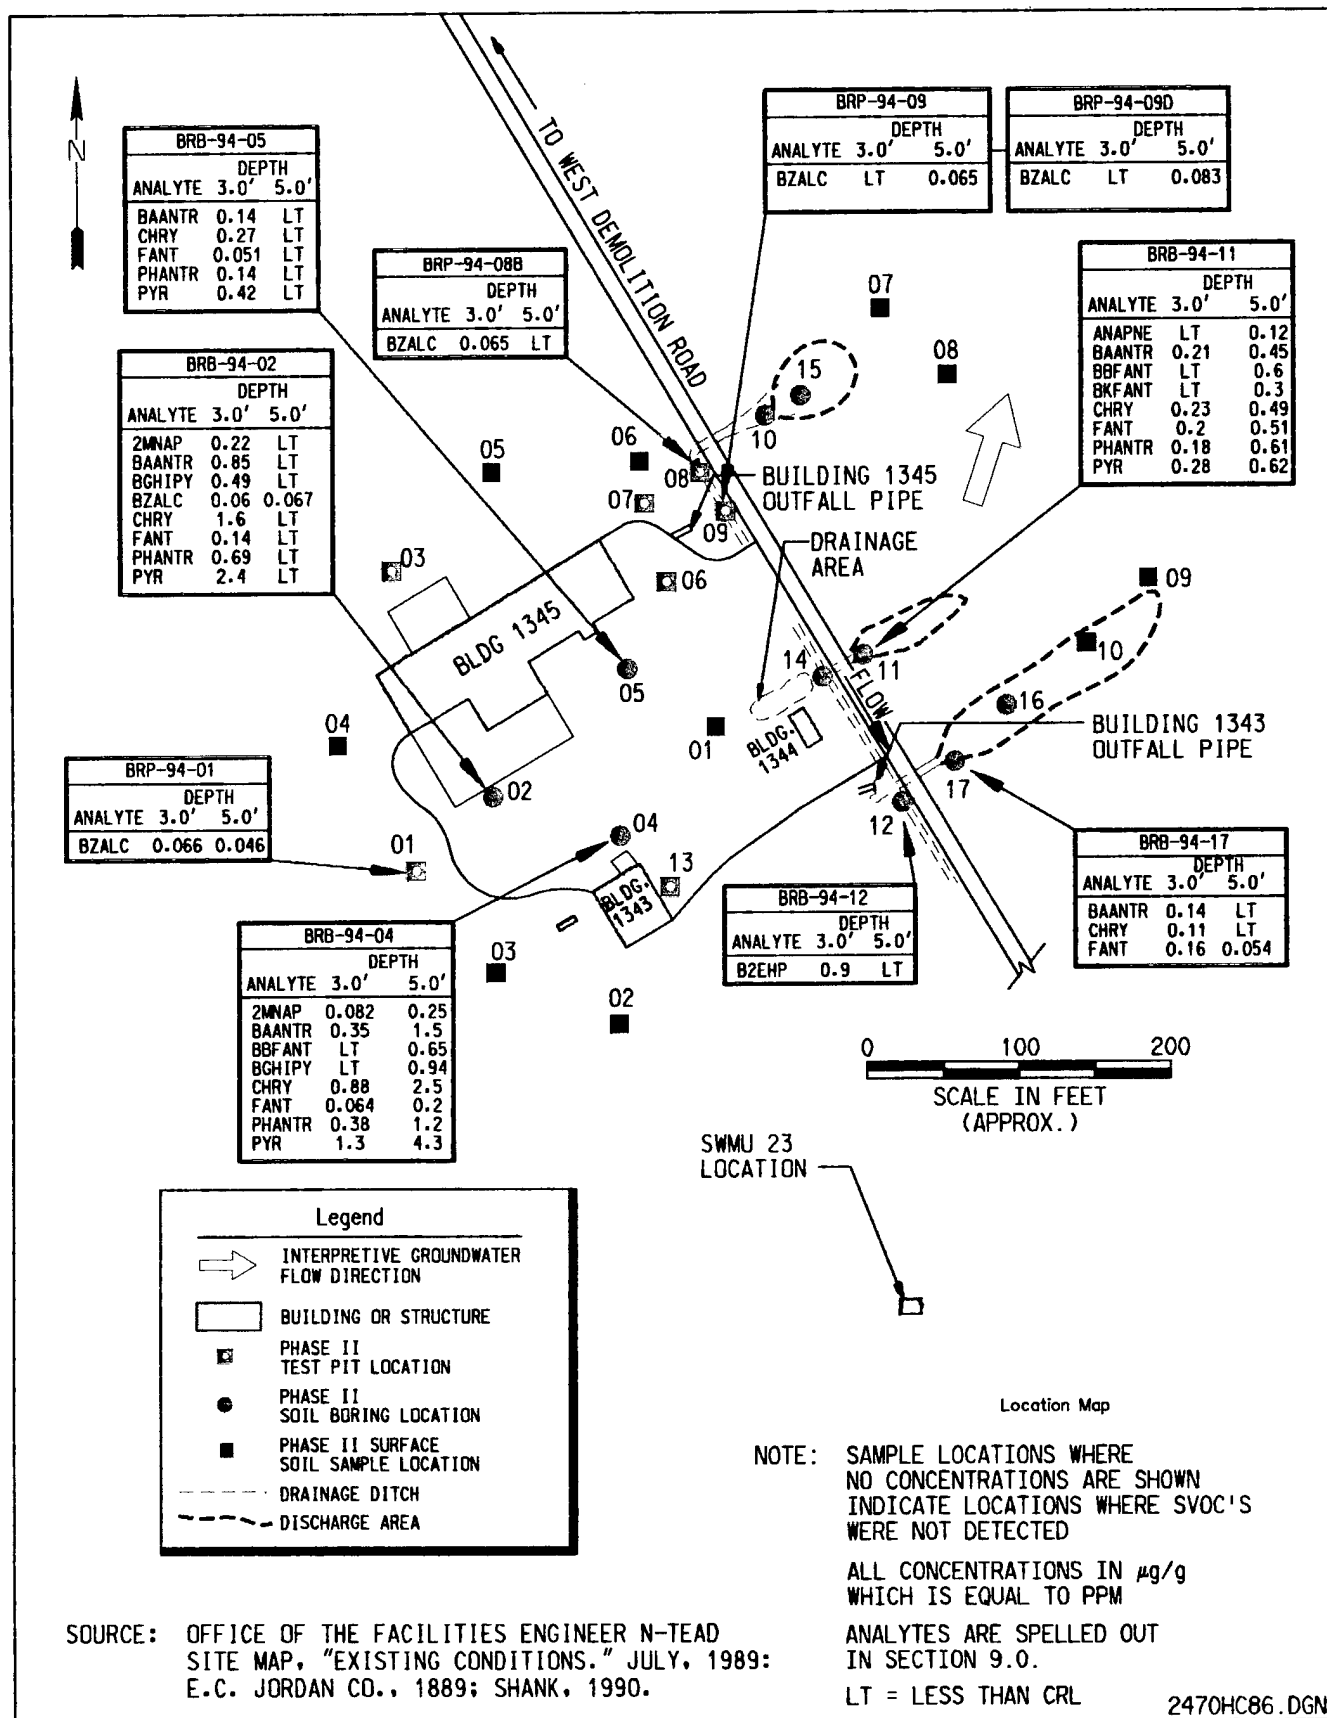 N
TO WEST DEMOLITION ROAD
BRB-94-05
DEPTH
ANALYTE 3.0' 5.0'
BAANTR 0.14 LT
CHRY 0.27 LT
FANT 0.051 LT
PHANTR 0.14 LT
PYR 0.42 LT
BRP-94-09
DEPTH
ANALYTE 3.0' 5.0'
BZALC LT 0.065
BRP-94-09D
DEPTH
ANALYTE 3.0' 5.0'
BZALC LT 0.083
BRP-94-08B
DEPTH
ANALYTE 3.0' 5.0'
BZALC 0.065 LT
BRB-94-11
DEPTH
ANALYTE 3.0' 5.0'
ANAPNE LT 0.12
BAANTR 0.21 0.45
BBFANT LT 0.6
BKFANT LT 0.3
CHRY 0.23 0.49
FANT 0.2 0.51
PHANTR 0.18 0.61
PYR 0.28 0.62
BRB-94-02
DEPTH
ANALYTE 3.0' 5.0'
2MNAP 0.22 LT
BAANTR 0.85 LT
BGHIPY 0.49 LT
BZALC 0.06 0.067
CHRY 1.6 LT
FANT 0.14 LT
PHANTR 0.69 LT
PYR 2.4 LT
07
08
15
10
05
06
08
07
09
BUILDING 1345
OUTFALL PIPE
DRAINAGE
AREA
03
06
09
BLDG 1345
10
14
11
05
FLOW
16
04
01
BLDG.
1344
BUILDING 1343
OUTFALL PIPE
02
17
12
BRP-94-01
DEPTH
ANALYTE 3.0' 5.0'
BZALC 0.066 0.046
01
04
13
BLDG.
1343
BRB-94-17
DEPTH
ANALYTE 3.0' 5.0'
BAANTR 0.14 LT
CHRY 0.11 LT
FANT 0.16 0.054
BRB-94-12
DEPTH
ANALYTE 3.0' 5.0'
B2EHP 0.9 LT
BRB-94-04
DEPTH
ANALYTE 3.0' 5.0'
2MNAP 0.082 0.25
BAANTR 0.35 1.5
BBFANT LT 0.65
BGHIPY LT 0.94
CHRY 0.88 2.5
FANT 0.064 0.2
PHANTR 0.38 1.2
PYR 1.3 4.3
03
02
0 100 200
SCALE IN FEET
(APPROX.)
SWMU 23
LOCATION
Legend
INTERPRETIVE GROUNDWATER
FLOW DIRECTION
BUILDING OR STRUCTURE
PHASE II
TEST PIT LOCATION
PHASE II
SOIL BORING LOCATION
PHASE II SURFACE
SOIL SAMPLE LOCATION
DRAINAGE DITCH
DISCHARGE AREA
Location Map
NOTE: SAMPLE LOCATIONS WHERE
NO CONCENTRATIONS ARE SHOWN
INDICATE LOCATIONS WHERE SVOC'S
WERE NOT DETECTED
ALL CONCENTRATIONS IN µg/g
WHICH IS EQUAL TO PPM
ANALYTES ARE SPELLED OUT
IN SECTION 9.0.
LT = LESS THAN CRL
SOURCE: OFFICE OF THE FACILITIES ENGINEER N-TEAD
SITE MAP, "EXISTING CONDITIONS." JULY, 1989:
E.C. JORDAN CO., 1889; SHANK, 1990.
2470HC86.DGN